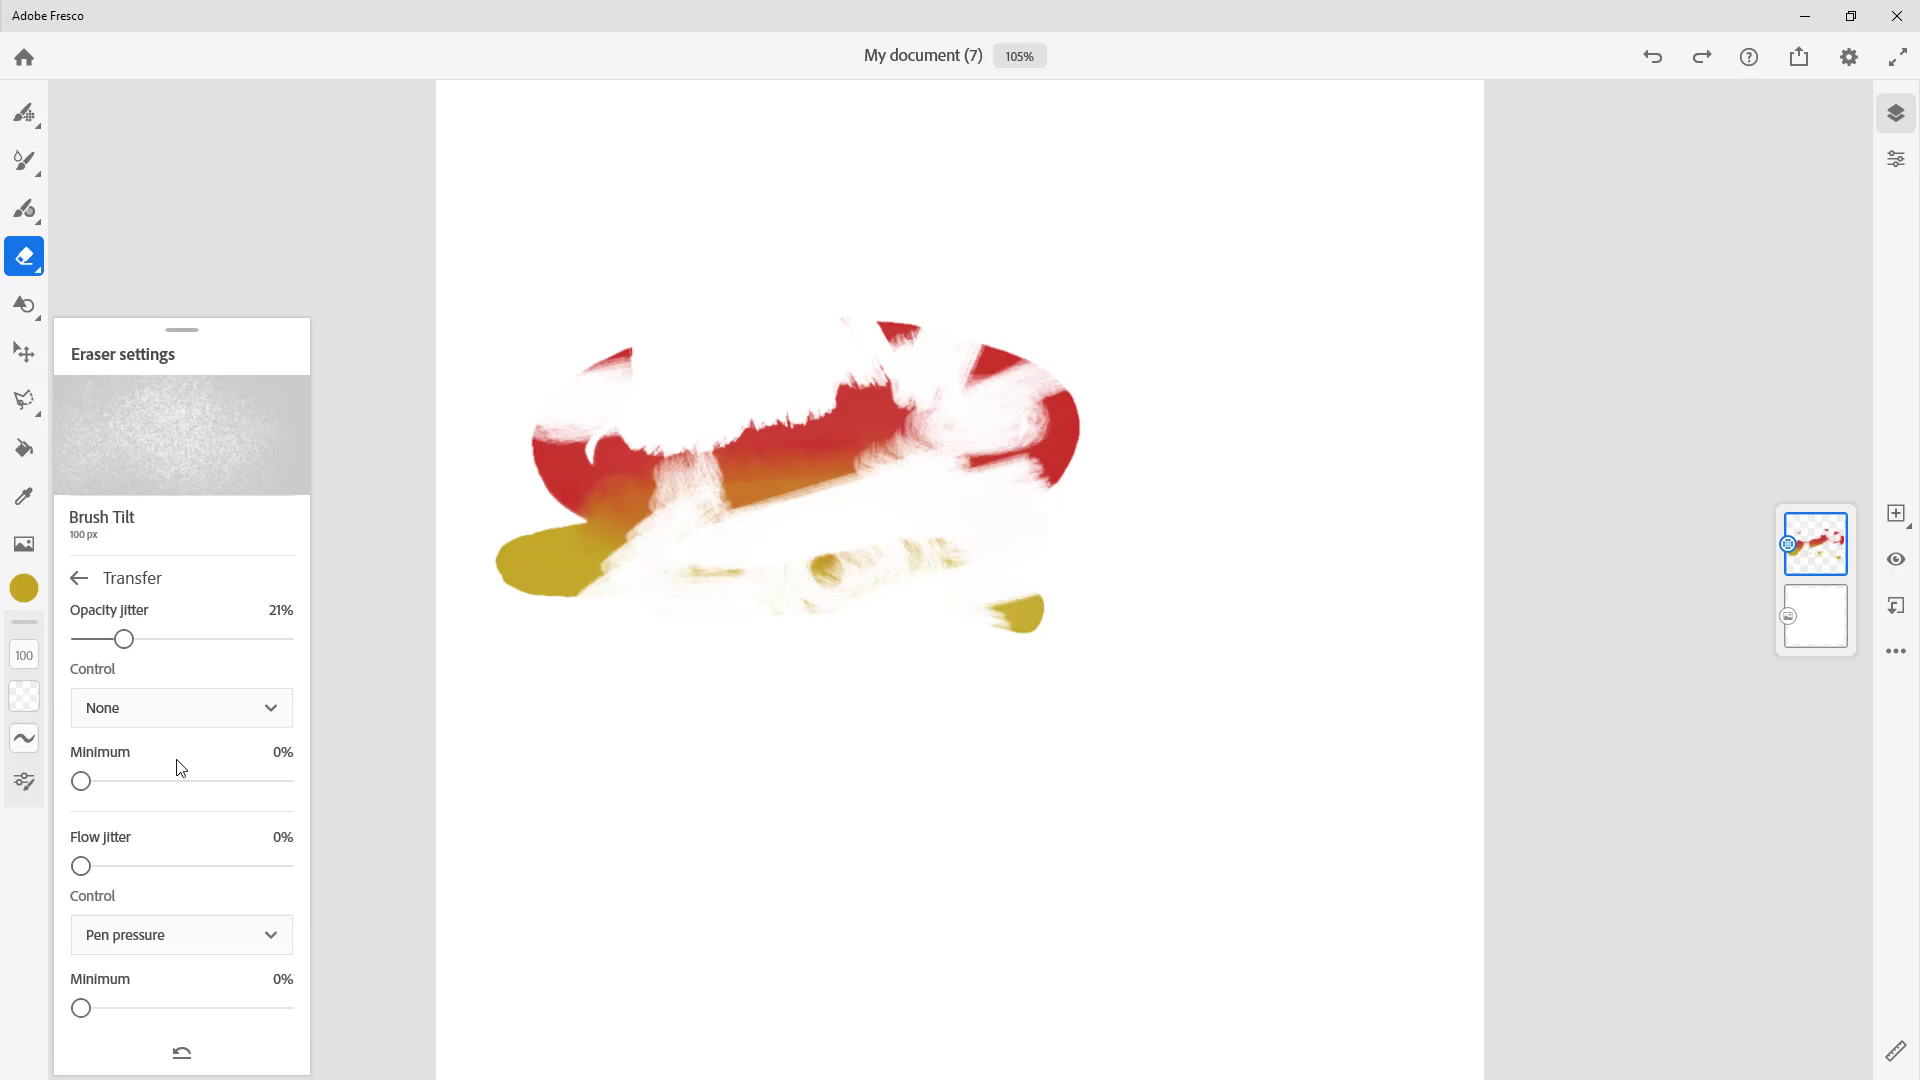 Adobe Fresco
My document (7)
105%
Eraser settings
Brush Tilt
100 px
Transfer
Opacity jitter 21%
Control
None
Minimum 0%
Flow jitter 0%
Control
Pen pressure
Minimum 0%
100